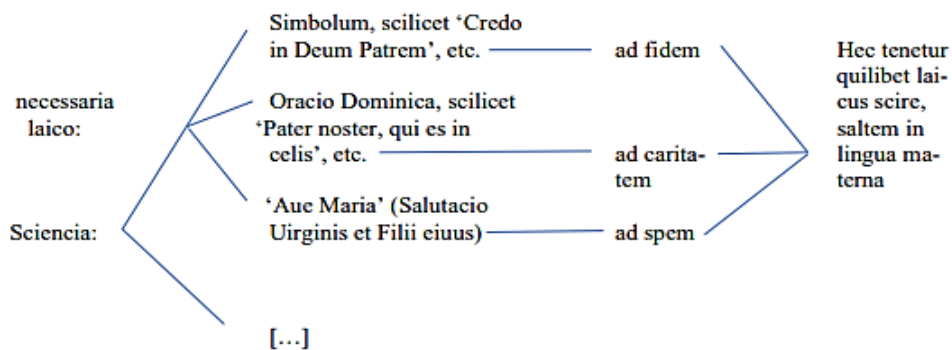 Simbolum, scilicet ‘Credo
in Deum Patrem’, etc.
ad fidem
Hec tenetur
quilibet lai-
cus scire,
saltem in
lingua ma-
terna
necessaria
laico:
Oracio Dominica, scilicet
‘Pater noster, qui es in
celis’, etc.
ad carita-
tem
‘Aue Maria’ (Salutacio
Uirginis et Filii eiuus)
ad spem
Sciencia:
[…]